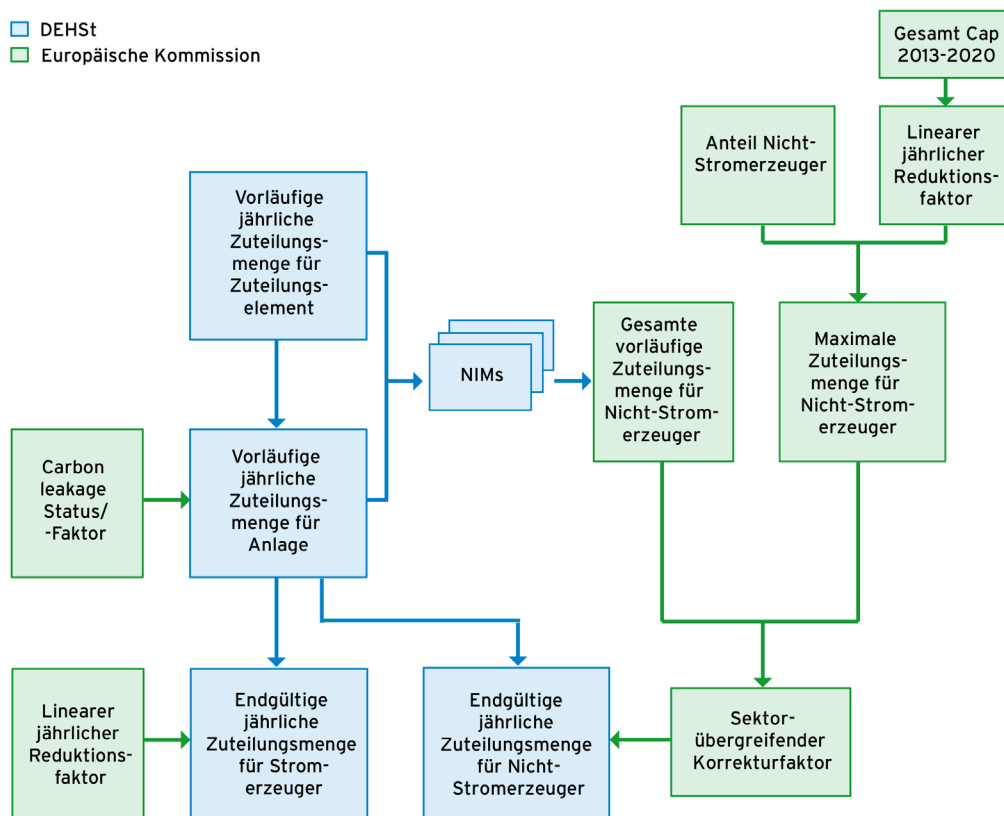 DEHSt
Europäische Kommission
Gesamt Cap
2013-2020
Anteil Nicht-
Stromerzeuger
Linearer
jährlicher
Reduktions-
faktor
Vorläufige
jährliche
Zuteilungs-
menge für
Zuteilungs-
element
NIMs
Gesamte
vorläufige
Zuteilungs-
menge für
Nicht-Strom-
erzeuger
Maximale
Zuteilungs-
menge für
Nicht-Strom-
erzeuger
Carbon
leakage
Status/
-Faktor
Vorläufige
jährliche
Zuteilungs-
menge für
Anlage
Linearer
jährlicher
Reduktions-
faktor
Endgültige
jährliche
Zuteilungsmenge
für Strom-
erzeuger
Endgültige
jährliche
Zuteilungsmenge
für Nicht-
Stromerzeuger
Sektor-
übergreifender
Korrekturfaktor